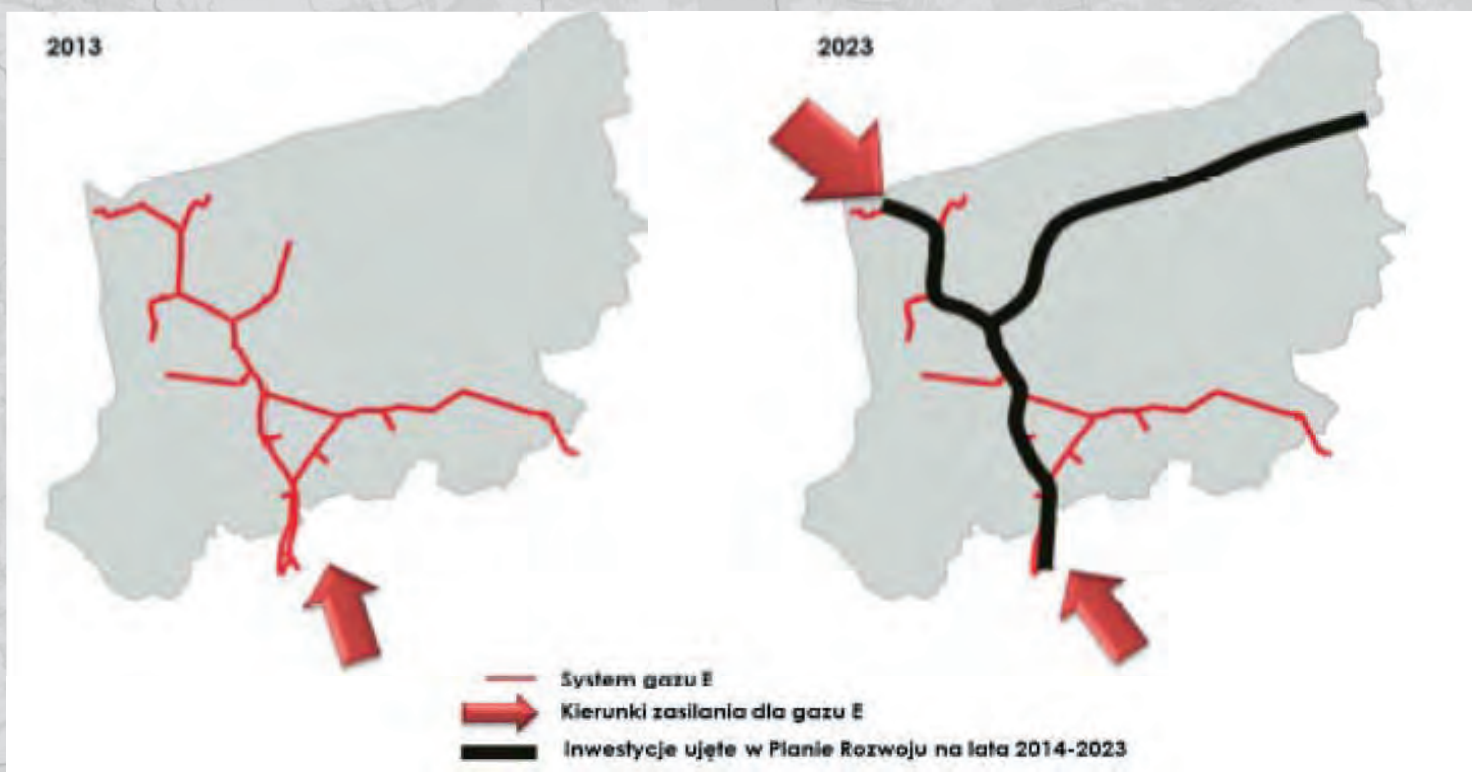 2013
2023
System gazu E
Kierunki zasilania dla gazu E
Inwestycje ujęte w Planie Rozwoju na lata 2014-2023